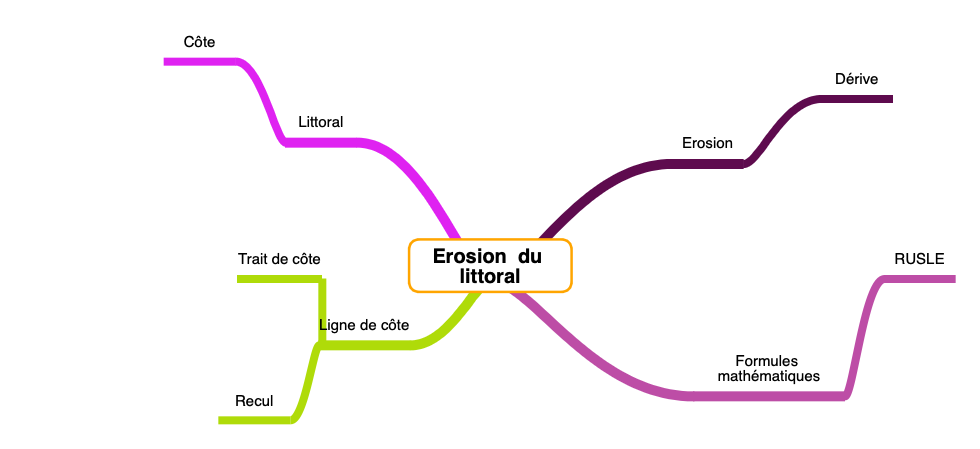 Côte
Dérive
Littoral
Erosion
Erosion du
littoral
Trait de côte
RUSLE
Ligne de côte
Formules
mathématiques
Recul